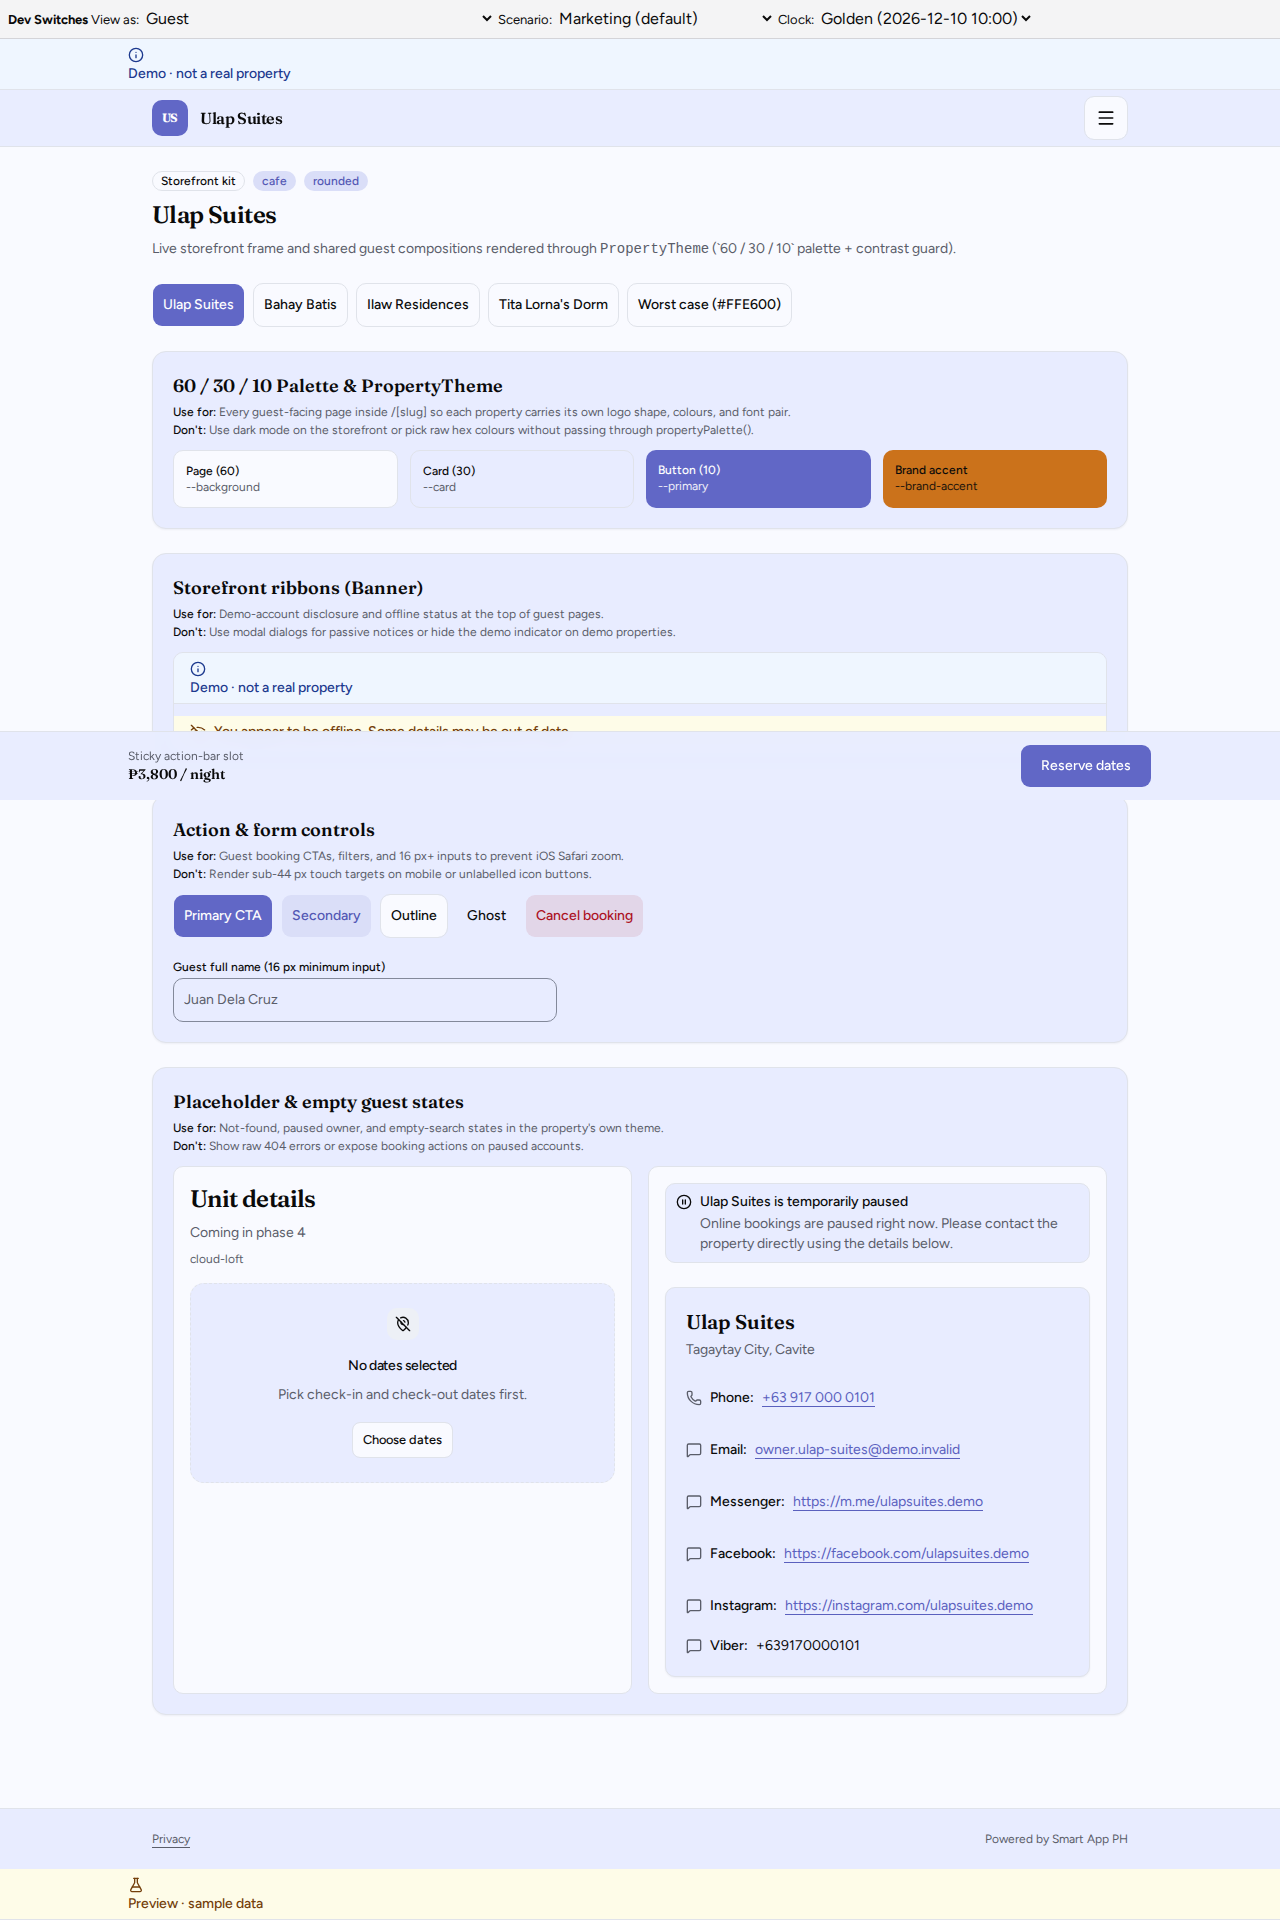 Dev Switches View as: Guest Scenario: Marketing (default) Clock: Golden (2026-12-10 10:00)
Demo · not a real property
US Ulap Suites
Storefront kit cafe rounded
Ulap Suites
Live storefront frame and shared guest compositions rendered through PropertyTheme (`60 / 30 / 10` palette + contrast guard).
Ulap Suites Bahay Batis Ilaw Residences Tita Lorna's Dorm Worst case (#FFE600)
60 / 30 / 10 Palette & PropertyTheme
Use for: Every guest-facing page inside /[slug] so each property carries its own logo shape, colours, and font pair.
Don't: Use dark mode on the storefront or pick raw hex colours without passing through propertyPalette().
Page (60) Card (30) Button (10) Brand accent
--background --card --primary --brand-accent
Storefront ribbons (Banner)
Use for: Demo-account disclosure and offline status at the top of guest pages.
Don't: Use modal dialogs for passive notices or hide the demo indicator on demo properties.
Demo · not a real property
You appear to be offline. Some details may be out of date.
Sticky action-bar slot
₱3,800 / night
Reserve dates
Action & form controls
Use for: Guest booking CTAs, filters, and 16 px+ inputs to prevent iOS Safari zoom.
Don't: Render sub-44 px touch targets on mobile or unlabelled icon buttons.
Primary CTA Secondary Outline Ghost Cancel booking
Guest full name (16 px minimum input)
Juan Dela Cruz
Placeholder & empty guest states
Use for: Not-found, paused owner, and empty-search states in the property's own theme.
Don't: Show raw 404 errors or expose booking actions on paused accounts.
Unit details
Coming in phase 4
cloud-loft
No dates selected
Pick check-in and check-out dates first.
Choose dates
Ulap Suites is temporarily paused
Online bookings are paused right now. Please contact the
property directly using the details below.
Ulap Suites
Tagaytay City, Cavite
Phone: +63 917 000 0101
Email: owner.ulap-suites@demo.invalid
Messenger: https://m.me/ulapsuites.demo
Facebook: https://facebook.com/ulapsuites.demo
Instagram: https://instagram.com/ulapsuites.demo
Viber: +639170000101
Privacy
Powered by Smart App PH
Preview · sample data